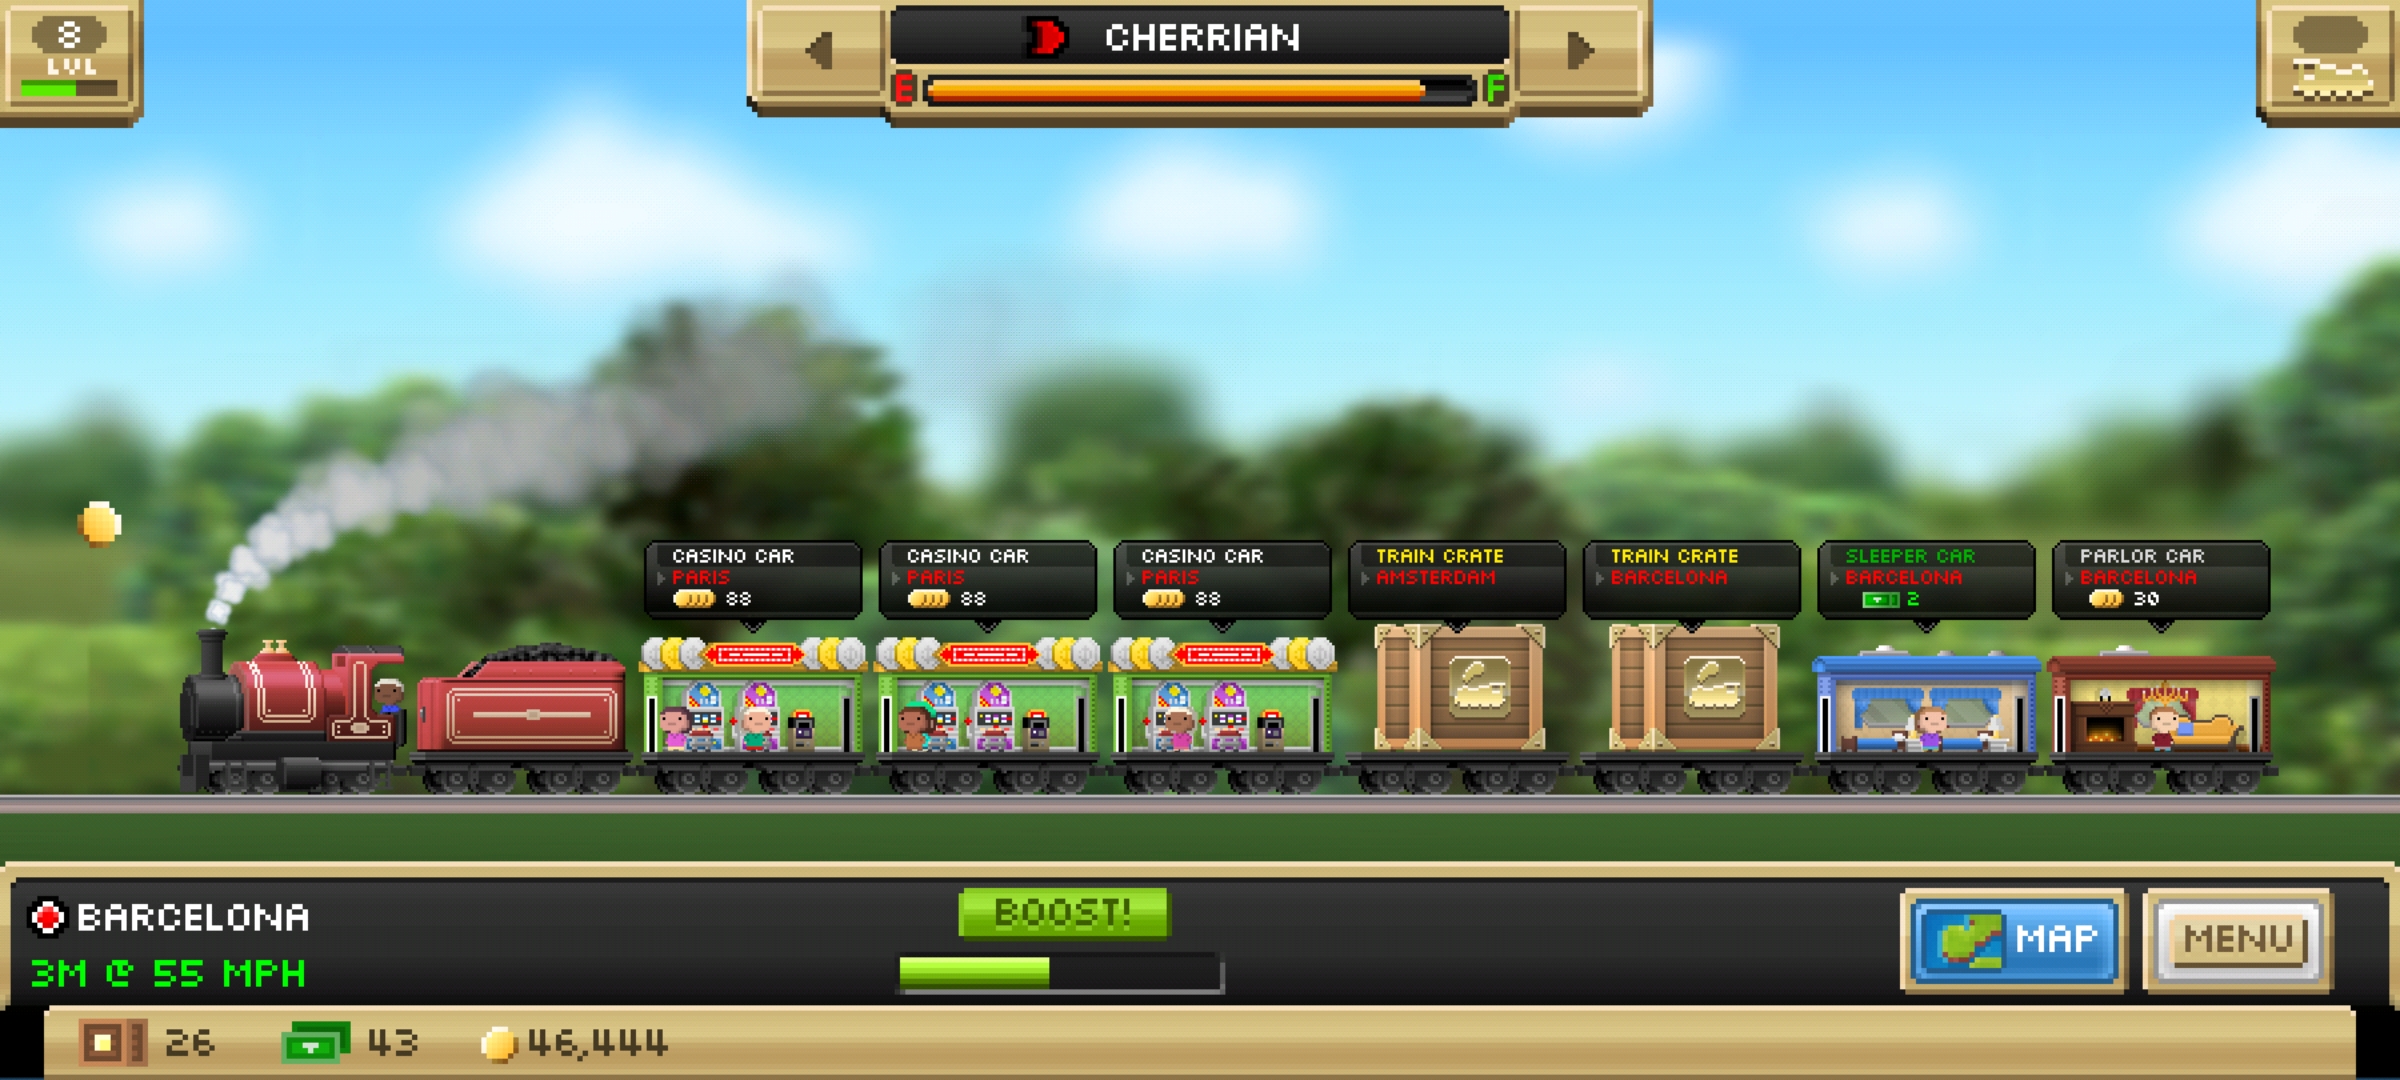 8
LVL
CHERRIAN
E F
CASINO CAR
PARIS
88
CASINO CAR
PARIS
88
CASINO CAR
PARIS
88
TRAIN CRATE
AMSTERDAM
TRAIN CRATE
BARCELONA
SLEEPER CAR
BARCELONA
2
PARLOR CAR
BARCELONA
30
BARCELONA
3M @ 55 MPH
BOOST!
MAP
MENU
26
43
46,444